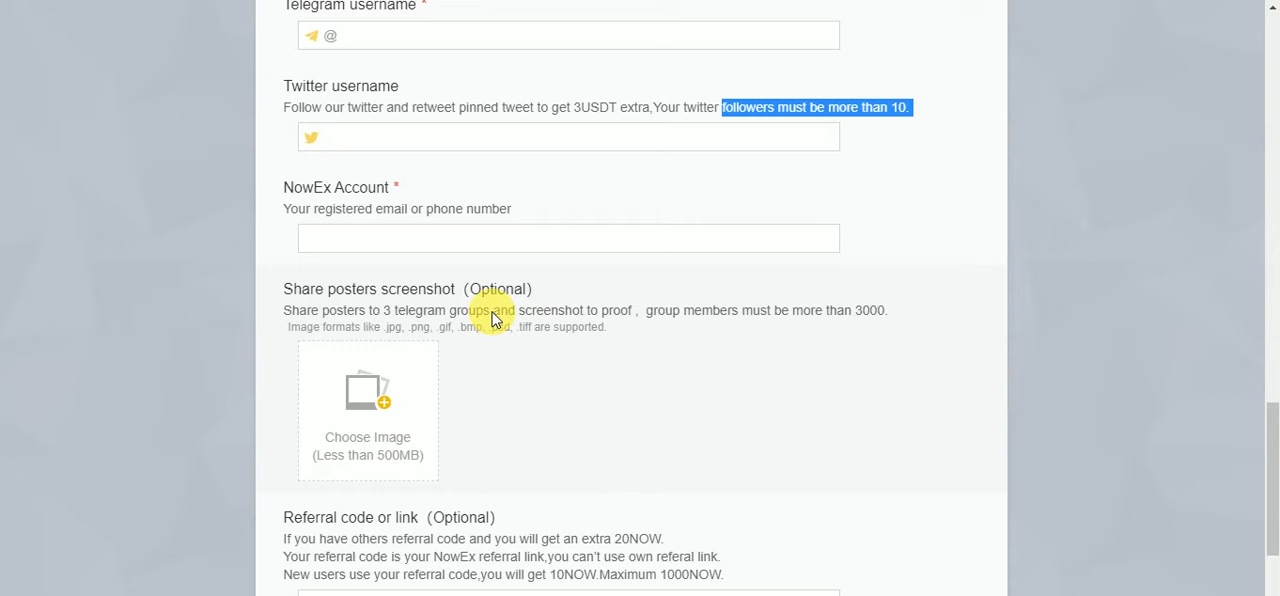 Telegram username *
@
Twitter username
Follow our twitter and retweet pinned tweet to get 3USDT extra,Your twitter followers must be more than 10.
NowEx Account *
Your registered email or phone number
Share posters screenshot（Optional）
Share posters to 3 telegram groups and screenshot to proof , group members must be more than 3000.
Image formats like .jpg, .png, .gif, .bmp, .psd, .tiff are supported.
Choose Image
(Less than 500MB)
Referral code or link（Optional）
If you have others referral code and you will get an extra 20NOW.
Your referral code is your NowEx referral link,you can't use own referal link.
New users use your referral code,you will get 10NOW.Maximum 1000NOW.